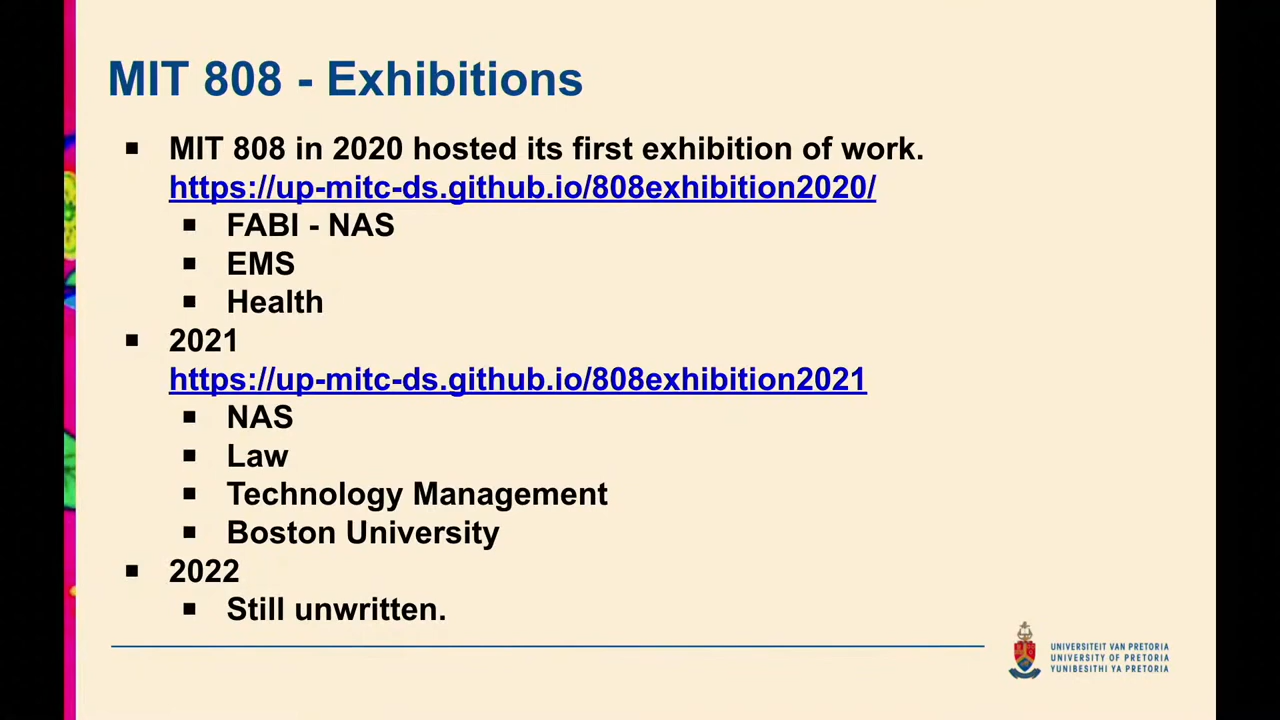 MIT 808 - Exhibitions
▪ MIT 808 in 2020 hosted its first exhibition of work.
https://up-mitc-ds.github.io/808exhibition2020/
▪ FABI - NAS
▪ EMS
▪ Health
▪ 2021
https://up-mitc-ds.github.io/808exhibition2021
▪ NAS
▪ Law
▪ Technology Management
▪ Boston University
▪ 2022
▪ Still unwritten.
UNIVERSITEIT VAN PRETORIA
UNIVERSITY OF PRETORIA
YUNIBESITHI YA PRETORIA